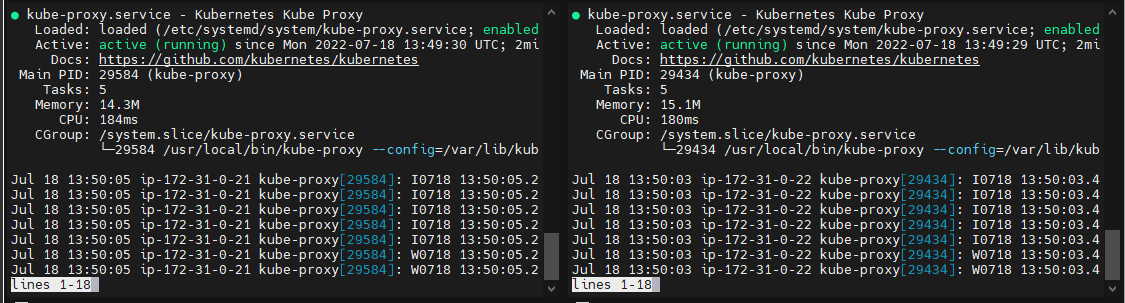 ● kube-proxy.service - Kubernetes Kube Proxy
Loaded: loaded (/etc/systemd/system/kube-proxy.service; enabled
Active: active (running) since Mon 2022-07-18 13:49:30 UTC; 2mi
Docs: https://github.com/kubernetes/kubernetes
Main PID: 29584 (kube-proxy)
Tasks: 5
Memory: 14.3M
CPU: 184ms
CGroup: /system.slice/kube-proxy.service
└─29584 /usr/local/bin/kube-proxy --config=/var/lib/kub
Jul 18 13:50:05 ip-172-31-0-21 kube-proxy[29584]: I0718 13:50:05.2
Jul 18 13:50:05 ip-172-31-0-21 kube-proxy[29584]: I0718 13:50:05.2
Jul 18 13:50:05 ip-172-31-0-21 kube-proxy[29584]: I0718 13:50:05.2
Jul 18 13:50:05 ip-172-31-0-21 kube-proxy[29584]: I0718 13:50:05.2
Jul 18 13:50:05 ip-172-31-0-21 kube-proxy[29584]: I0718 13:50:05.2
Jul 18 13:50:05 ip-172-31-0-21 kube-proxy[29584]: W0718 13:50:05.2
Jul 18 13:50:05 ip-172-31-0-21 kube-proxy[29584]: W0718 13:50:05.2
lines 1-18
● kube-proxy.service - Kubernetes Kube Proxy
Loaded: loaded (/etc/systemd/system/kube-proxy.service; enabled
Active: active (running) since Mon 2022-07-18 13:49:29 UTC; 2mi
Docs: https://github.com/kubernetes/kubernetes
Main PID: 29434 (kube-proxy)
Tasks: 5
Memory: 15.1M
CPU: 180ms
CGroup: /system.slice/kube-proxy.service
└─29434 /usr/local/bin/kube-proxy --config=/var/lib/kub
Jul 18 13:50:03 ip-172-31-0-22 kube-proxy[29434]: I0718 13:50:03.4
Jul 18 13:50:03 ip-172-31-0-22 kube-proxy[29434]: I0718 13:50:03.4
Jul 18 13:50:03 ip-172-31-0-22 kube-proxy[29434]: I0718 13:50:03.4
Jul 18 13:50:03 ip-172-31-0-22 kube-proxy[29434]: I0718 13:50:03.4
Jul 18 13:50:03 ip-172-31-0-22 kube-proxy[29434]: I0718 13:50:03.4
Jul 18 13:50:03 ip-172-31-0-22 kube-proxy[29434]: W0718 13:50:03.4
Jul 18 13:50:03 ip-172-31-0-22 kube-proxy[29434]: W0718 13:50:03.4
lines 1-18